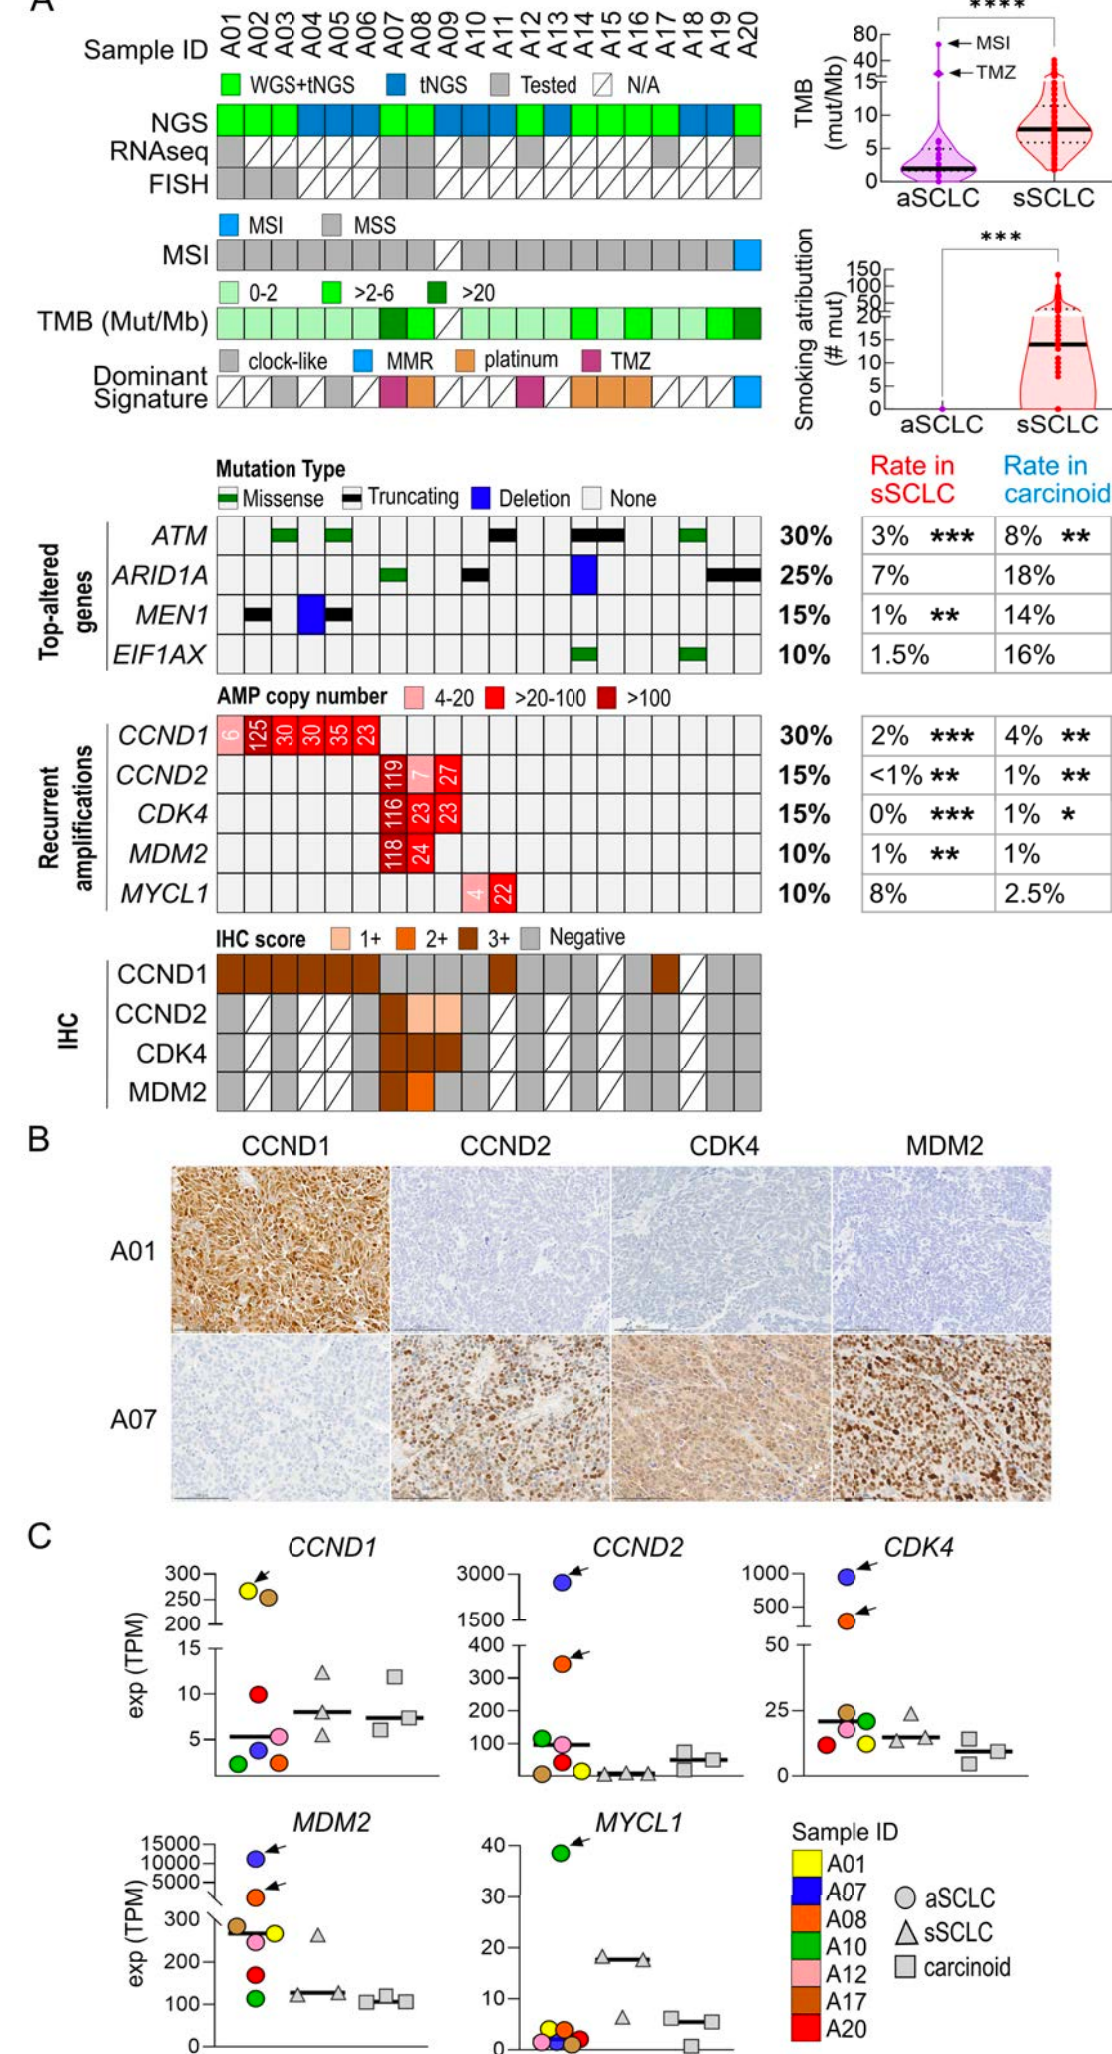 A
Sample ID A01 A02 A03 A04 A05 A06 A07 A08 A09 A10 A11 A12 A13 A14 A15 A16 A17 A18 A19 A20
WGS+tNGS tNGS Tested N/A
NGS
RNAseq
FISH
MSI MSS
MSI
0-2 >2-6 >20
TMB (Mut/Mb)
clock-like MMR platinum TMZ
Dominant
Signature
****
TMB
(mut/Mb)
80
40
15
10
5
0
MSI
TMZ
aSCLC sSCLC
***
Smoking atributtion
(# mut)
150
100
50
20
15
10
5
0
aSCLC sSCLC
Mutation Type
Missense Truncating Deletion None
Rate in
sSCLC
Rate in
carcinoid
Top-altered
genes
ATM 30% 3% *** 8% **
ARID1A 25% 7% 18%
MEN1 15% 1% ** 14%
EIF1AX 10% 1.5% 16%
AMP copy number 4-20 >20-100 >100
Recurrent
amplifications
CCND1 6 125 30 30 35 23 30% 2% *** 4% **
CCND2 119 7 27 15% <1% ** 1% **
CDK4 116 23 23 15% 0% *** 1% *
MDM2 118 24 10% 1% ** 1%
MYCL1 4 22 10% 8% 2.5%
IHC score 1+ 2+ 3+ Negative
IHC
CCND1
CCND2
CDK4
MDM2
B
CCND1 CCND2 CDK4 MDM2
A01
A07
C
CCND1
exp (TPM)
300
250
200
15
10
5
CCND2
3000
1500
400
300
200
100
CDK4
1000
500
50
25
0
MDM2
exp (TPM)
15000
10000
5000
300
200
100
0
MYCL1
40
30
20
10
0
Sample ID
A01
A07
A08
A10
A12
A17
A20
aSCLC
sSCLC
carcinoid